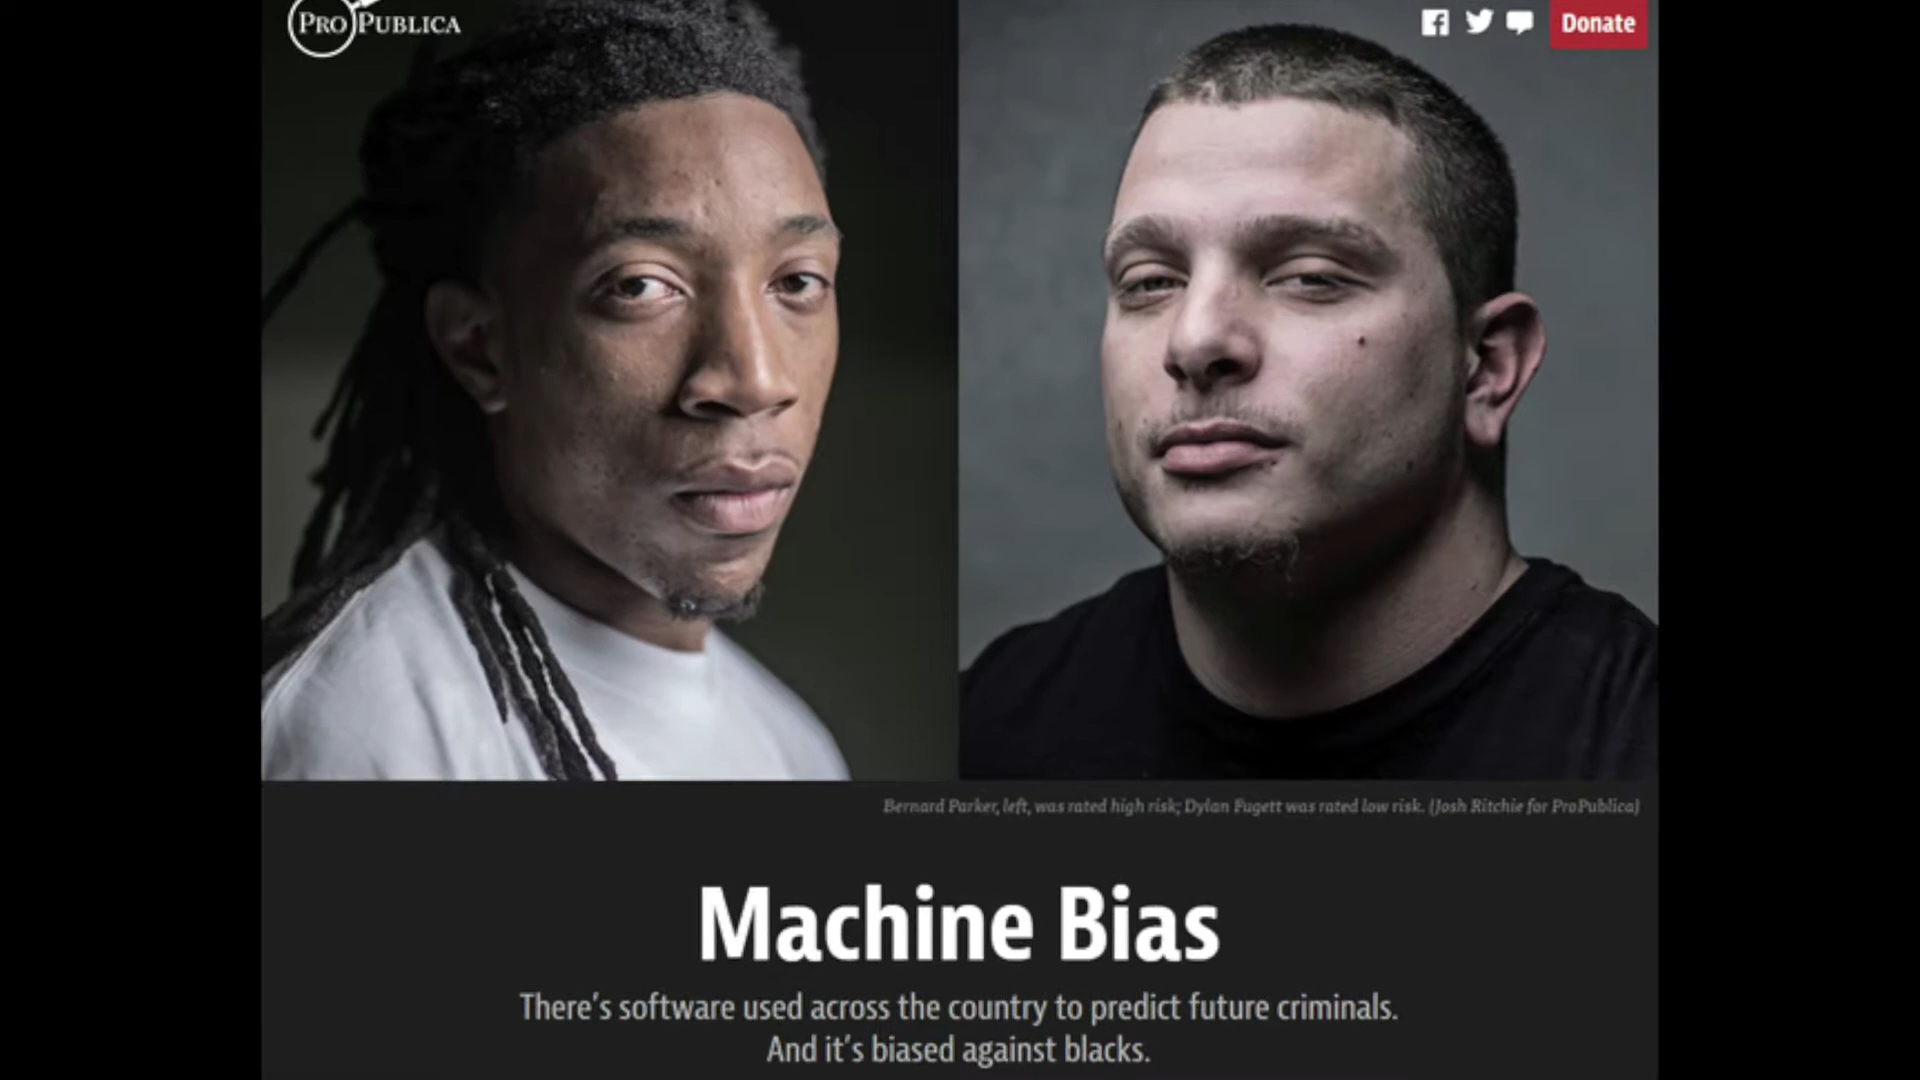 PROPUBLICA
Donate
Bernard Parker, left, was rated high risk; Dylan Fugett was rated low risk. (Josh Ritchie for ProPublica)
Machine Bias
There's software used across the country to predict future criminals.
And it's biased against blacks.